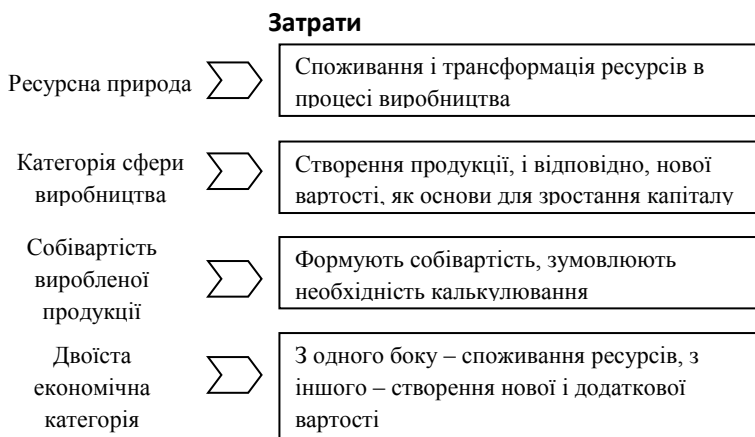 Затрати
Ресурсна природа
Споживання і трансформація ресурсів в
процесі виробництва
Категорія сфери
виробництва
Створення продукції, і відповідно, нової
вартості, як основи для зростання капіталу
Собівартість
виробленої
продукції
Формують собівартість, зумовлюють
необхідність калькулювання
Двоїста
економічна
категорія
З одного боку – споживання ресурсів, з
іншого – створення нової і додаткової
вартості